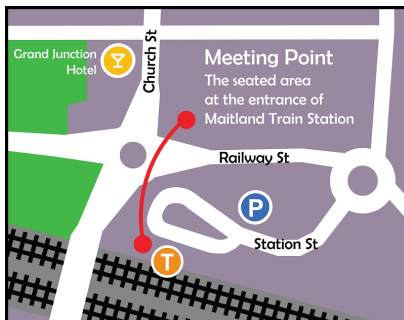 Grand Junction
Hotel
Church St
Meeting Point
The seated area
at the entrance of
Maitland Train Station
Railway St
P
Station St
T